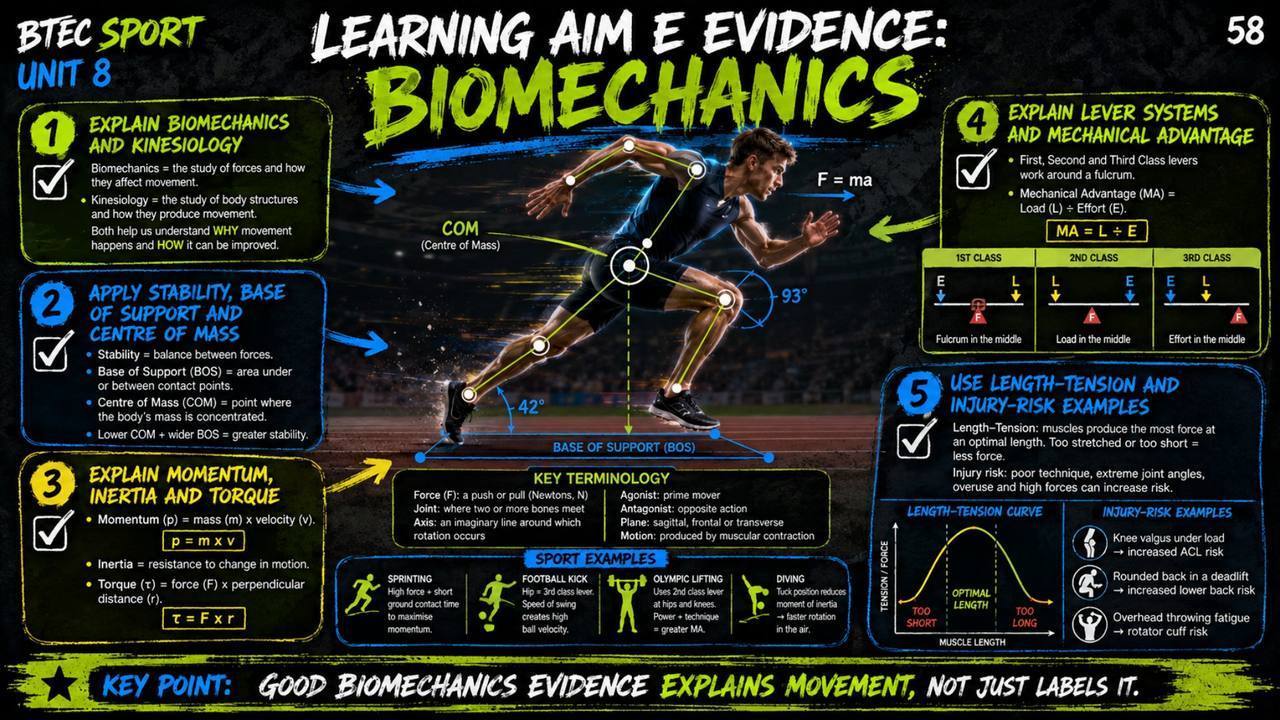 BTEC SPORT
UNIT 8
LEARNING AIM E EVIDENCE:
BIOMECHANICS
58
1
EXPLAIN BIOMECHANICS
AND KINESIOLOGY
Biomechanics = the study of forces and how
they affect movement.
• Kinesiology = the study of body structures
and how they produce movement.
Both help us understand WHY movement
happens and HOW it can be improved.
2
APPLY STABILITY, BASE
OF SUPPORT AND
CENTRE OF MASS
• Stability = balance between forces.
• Base of Support (BOS) = area under
or between contact points.
• Centre of Mass (COM) = point where
the body's mass is concentrated.
• Lower COM + wider BOS = greater stability.
3
EXPLAIN MOMENTUM,
INERTIA AND TORQUE
• Momentum (p) = mass (m) x velocity (v).
p = m x v
• Inertia = resistance to change in motion.
• Torque (τ) = force (F) x perpendicular
distance (r).
τ = F x r
COM
(Centre of Mass)
F = ma
93°
42°
BASE OF SUPPORT (BOS)
KEY TERMINOLOGY
Force (F): a push or pull (Newtons, N)
Joint: where two or more bones meet
Axis: an imaginary line around which
rotation occurs
Agonist: prime mover
Antagonist: opposite action
Plane: sagittal, frontal or transverse
Motion: produced by muscular contraction
SPORT EXAMPLES
SPRINTING
High force + short
ground contact time
to maximise
momentum.
FOOTBALL KICK
Hip = 3rd class lever.
Speed of swing
creates high
ball velocity.
OLYMPIC LIFTING
Uses 2nd class lever
at hips and knees.
Power + technique
= greater MA.
DIVING
Tuck position reduces
moment of inertia
→ faster rotation
in the air.
4
EXPLAIN LEVER SYSTEMS
AND MECHANICAL ADVANTAGE
• First, Second and Third Class levers
work around a fulcrum.
• Mechanical Advantage (MA) =
Load (L) ÷ Effort (E).
MA = L ÷ E
1ST CLASS
E L
F
Fulcrum in the middle
2ND CLASS
L E
F
Load in the middle
3RD CLASS
E L
F
Effort in the middle
5
USE LENGTH-TENSION AND
INJURY-RISK EXAMPLES
Length-Tension: muscles produce the most force at
an optimal length. Too stretched or too short =
less force.
Injury risk: poor technique, extreme joint angles,
overuse and high forces can increase risk.
LENGTH-TENSION CURVE
TENSION / FORCE
TOO
SHORT
OPTIMAL
LENGTH
TOO
LONG
MUSCLE LENGTH
INJURY-RISK EXAMPLES
Knee valgus under load
→ increased ACL risk
Rounded back in a deadlift
→ increased lower back risk
Overhead throwing fatigue
→ rotator cuff risk
KEY POINT: GOOD BIOMECHANICS EVIDENCE EXPLAINS MOVEMENT, NOT JUST LABELS IT.